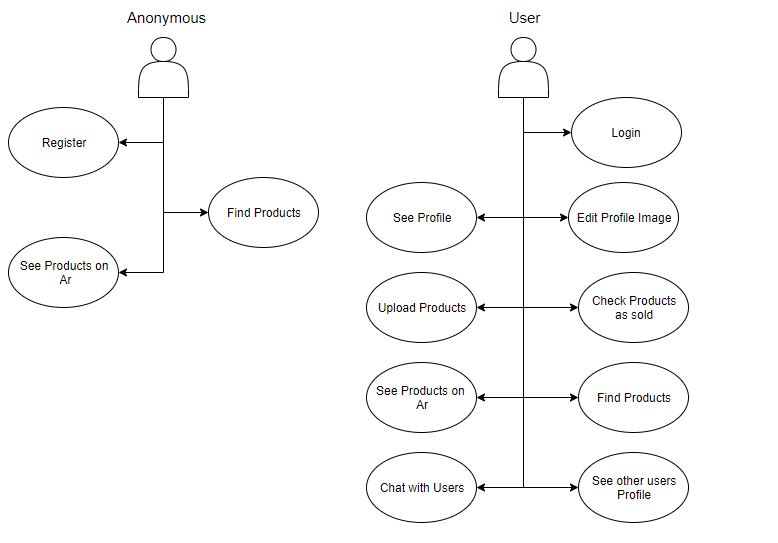 Anonymous
Register
Find Products
See Products on
Ar
User
Login
See Profile
Edit Profile Image
Upload Products
Check Products
as sold
See Products on
Ar
Find Products
Chat with Users
See other users
Profile